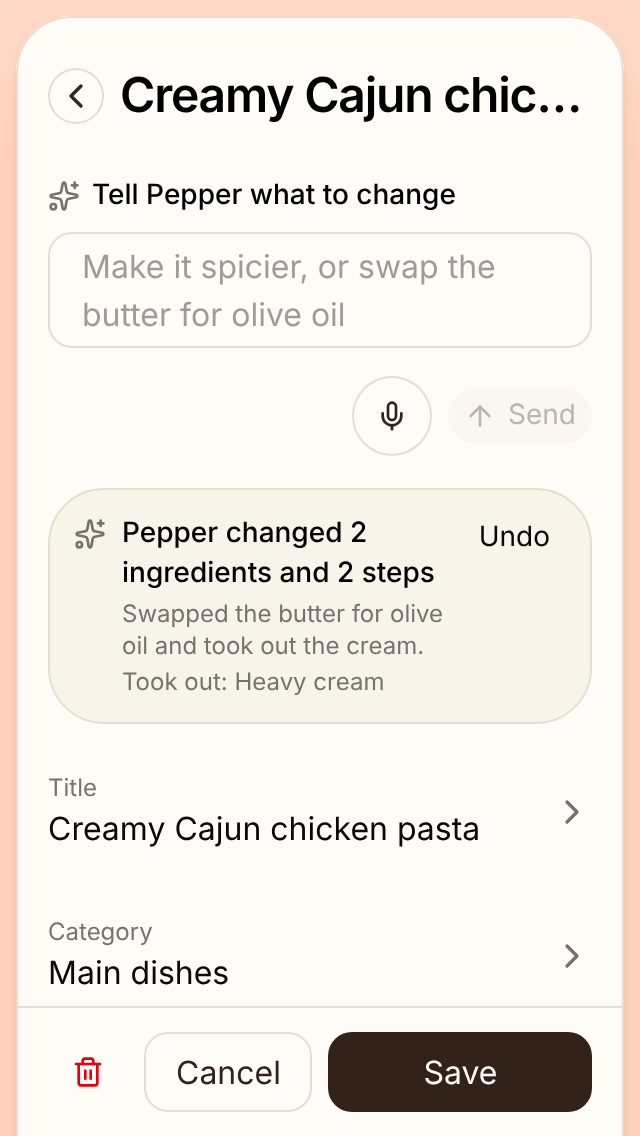 Creamy Cajun chic...
Tell Pepper what to change
Make it spicier, or swap the
butter for olive oil
Send
Pepper changed 2
ingredients and 2 steps
Undo
Swapped the butter for olive
oil and took out the cream.
Took out: Heavy cream
Title
Creamy Cajun chicken pasta
Category
Main dishes
Cancel
Save